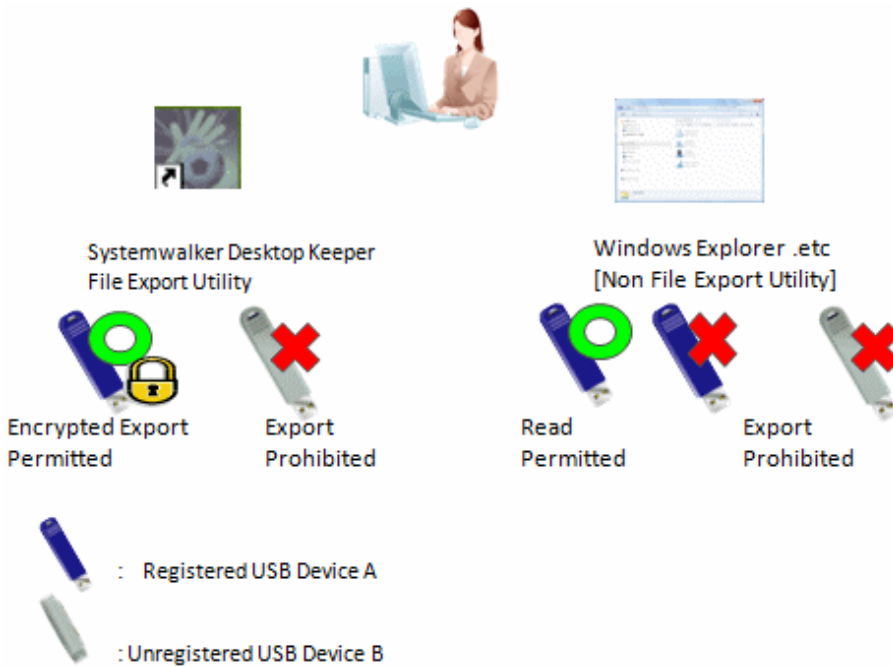 Systemwalker Desktop Keeper
File Export Utility
Windows Explorer .etc
[Non File Export Utility]
Encrypted Export
Permitted
Export
Prohibited
Read
Permitted
Export
Prohibited
: Registered USB Device A
: Unregistered USB Device B